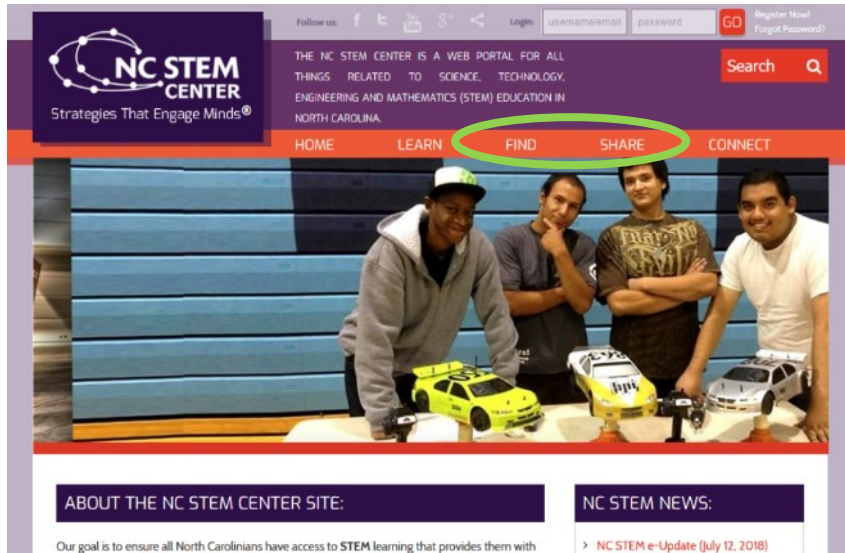 Follow us:
Login: username/email password GO Register Now!
Forgot Password?
NC STEM
CENTER
Strategies That Engage Minds®
THE NC STEM CENTER IS A WEB PORTAL FOR ALL
THINGS RELATED TO SCIENCE, TECHNOLOGY,
ENGINEERING AND MATHEMATICS (STEM) EDUCATION IN
NORTH CAROLINA.
Search
HOME LEARN FIND SHARE CONNECT
hpi
ABOUT THE NC STEM CENTER SITE:
Our goal is to ensure all North Carolinians have access to STEM learning that provides them with
NC STEM NEWS:
> NC STEM e-Update (July 12, 2018)